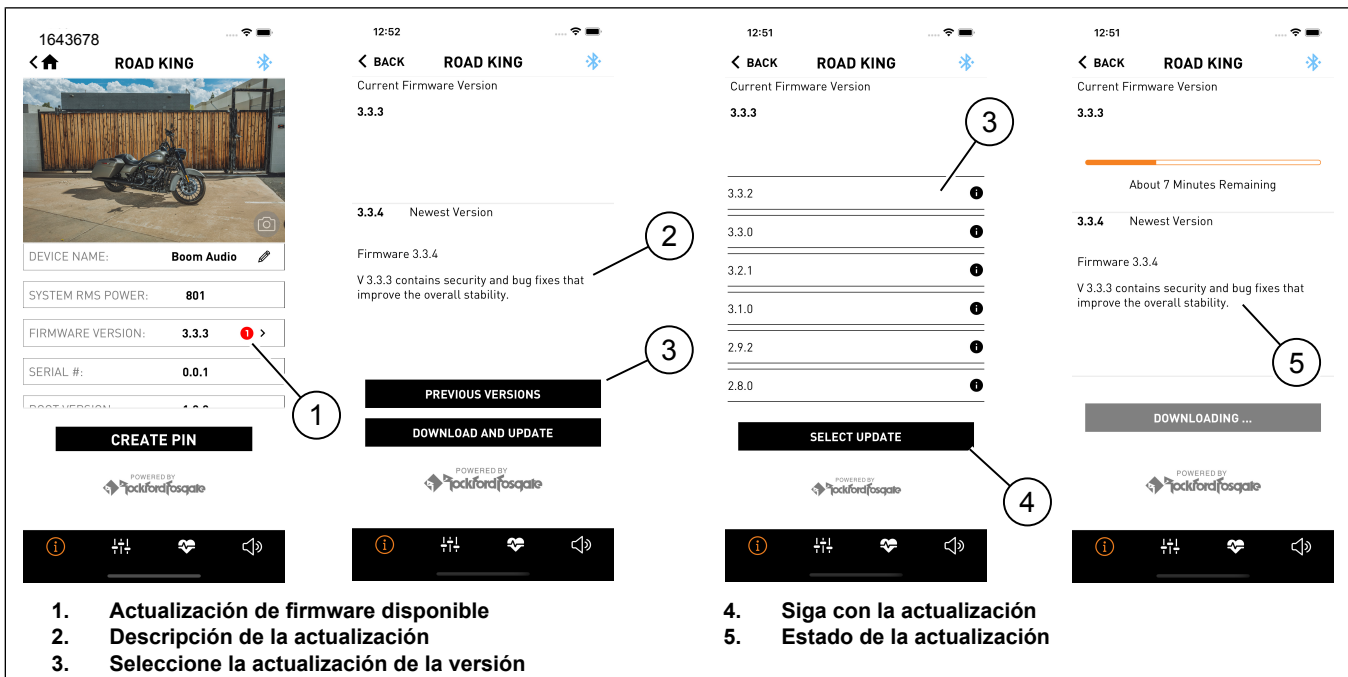 1643678
ROAD KING
DEVICE NAME: Boom Audio
SYSTEM RMS POWER: 801
FIRMWARE VERSION: 3.3.3 1 >
SERIAL #: 0.0.1
1
CREATE PIN
POWERED BY
Rockford Fosgate
12:52
< BACK ROAD KING
Current Firmware Version
3.3.3
3.3.4 Newest Version
2
Firmware 3.3.4
V 3.3.3 contains security and bug fixes that
improve the overall stability.
3
PREVIOUS VERSIONS
DOWNLOAD AND UPDATE
POWERED BY
Rockford Fosgate
12:51
< BACK ROAD KING
Current Firmware Version
3.3.3
3
3.3.2
3.3.0
3.2.1
3.1.0
2.9.2
2.8.0
SELECT UPDATE
4
POWERED BY
Rockford Fosgate
12:51
< BACK ROAD KING
Current Firmware Version
3.3.3
About 7 Minutes Remaining
3.3.4 Newest Version
Firmware 3.3.4
V 3.3.3 contains security and bug fixes that
improve the overall stability.
5
DOWNLOADING ...
POWERED BY
Rockford Fosgate
1. Actualización de firmware disponible
2. Descripción de la actualización
3. Seleccione la actualización de la versión
4. Siga con la actualización
5. Estado de la actualización